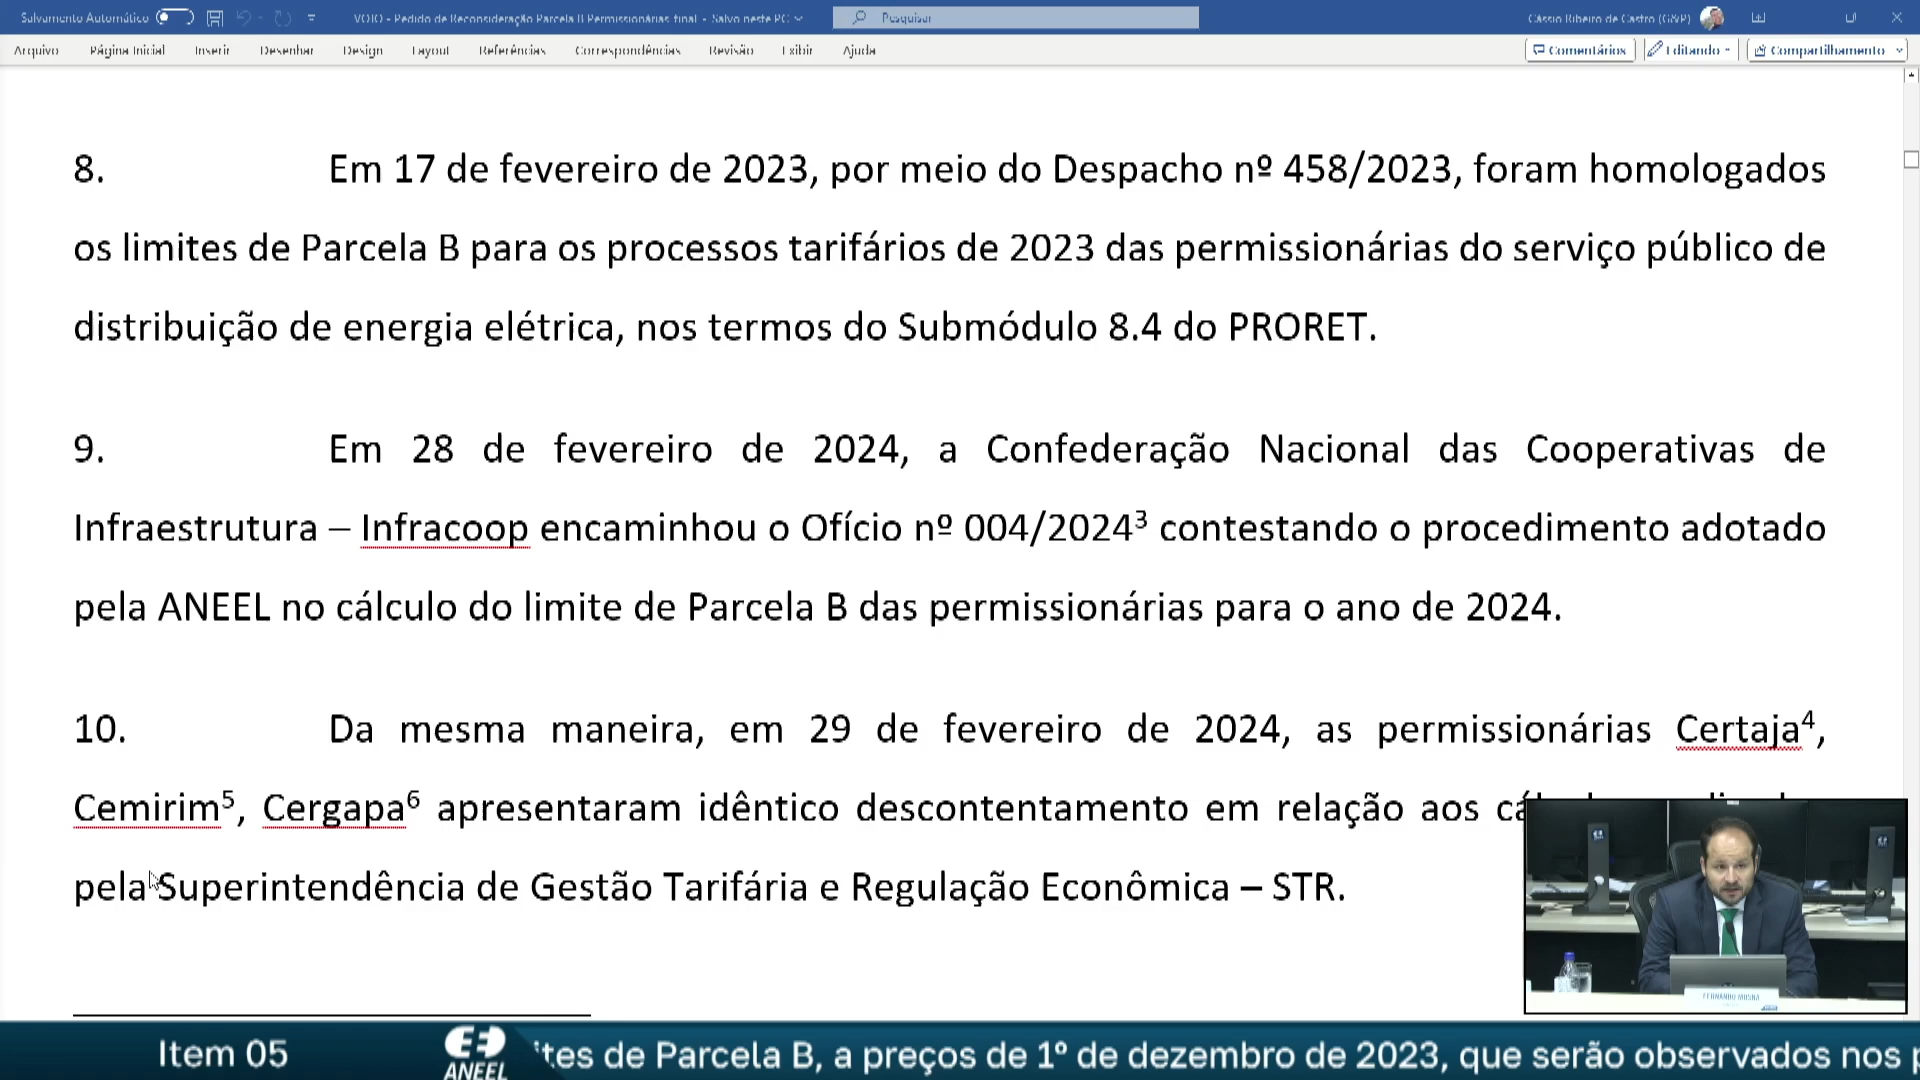 Salvamento Automático
VOTO - Pedido de Reconsideração Parcela B Permissionárias_final - Salvo neste PC
Pesquisar
Cássio Ribeiro de Castro (G&P)
Arquivo Página Inicial Inserir Desenhar Design Layout Referências Correspondências Revisão Exibir Ajuda
Comentários Editando Compartilhamento
8. Em 17 de fevereiro de 2023, por meio do Despacho nº 458/2023, foram homologados
os limites de Parcela B para os processos tarifários de 2023 das permissionárias do serviço público de
distribuição de energia elétrica, nos termos do Submódulo 8.4 do PRORET.
9. Em 28 de fevereiro de 2024, a Confederação Nacional das Cooperativas de
Infraestrutura – Infracoop encaminhou o Ofício nº 004/2024³ contestando o procedimento adotado
pela ANEEL no cálculo do limite de Parcela B das permissionárias para o ano de 2024.
10. Da mesma maneira, em 29 de fevereiro de 2024, as permissionárias Certaja⁴,
Cemirim⁵, Cergapa⁶ apresentaram idêntico descontentamento em relação aos
pela Superintendência de Gestão Tarifária e Regulação Econômica – STR.
FERNANDO MOSNA
Item 05
ANEEL
ites de Parcela B, a preços de 1º de dezembro de 2023, que serão observados nos p